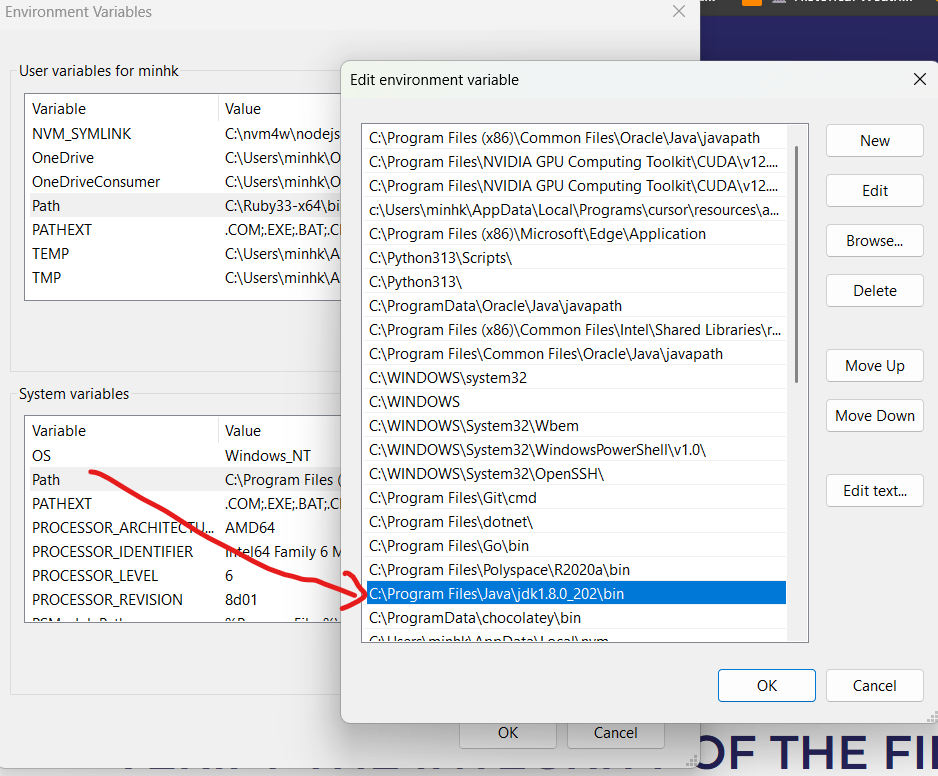 Environment Variables
User variables for minhk
Variable Value
NVM_SYMLINK C:\nvm4w\nodejs
OneDrive C:\Users\minhk\O
OneDriveConsumer C:\Users\minhk\O
Path C:\Ruby33-x64\bi
PATHEXT .COM;.EXE;.BAT;.C
TEMP C:\Users\minhk\A
TMP C:\Users\minhk\A
System variables
Variable Value
OS Windows_NT
Path C:\Program Files (
PATHEXT .COM;.EXE;.BAT;.C
PROCESSOR_ARCHITECTU... AMD64
PROCESSOR_IDENTIFIER Intel64 Family 6 M
PROCESSOR_LEVEL 6
PROCESSOR_REVISION 8d01
OK Cancel
Edit environment variable
C:\Program Files (x86)\Common Files\Oracle\Java\javapath
C:\Program Files\NVIDIA GPU Computing Toolkit\CUDA\v12....
C:\Program Files\NVIDIA GPU Computing Toolkit\CUDA\v12....
c:\Users\minhk\AppData\Local\Programs\cursor\resources\a...
C:\Program Files (x86)\Microsoft\Edge\Application
C:\Python313\Scripts\
C:\Python313\
C:\ProgramData\Oracle\Java\javapath
C:\Program Files (x86)\Common Files\Intel\Shared Libraries\r...
C:\Program Files\Common Files\Oracle\Java\javapath
C:\WINDOWS\system32
C:\WINDOWS
C:\WINDOWS\System32\Wbem
C:\WINDOWS\System32\WindowsPowerShell\v1.0\
C:\WINDOWS\System32\OpenSSH\
C:\Program Files\Git\cmd
C:\Program Files\dotnet\
C:\Program Files\Go\bin
C:\Program Files\Polyspace\R2020a\bin
C:\Program Files\Java\jdk1.8.0_202\bin
C:\ProgramData\chocolatey\bin
C:\Users\minhk\AppData\Local\nvm
New
Edit
Browse...
Delete
Move Up
Move Down
Edit text...
OK Cancel
OF THE FI